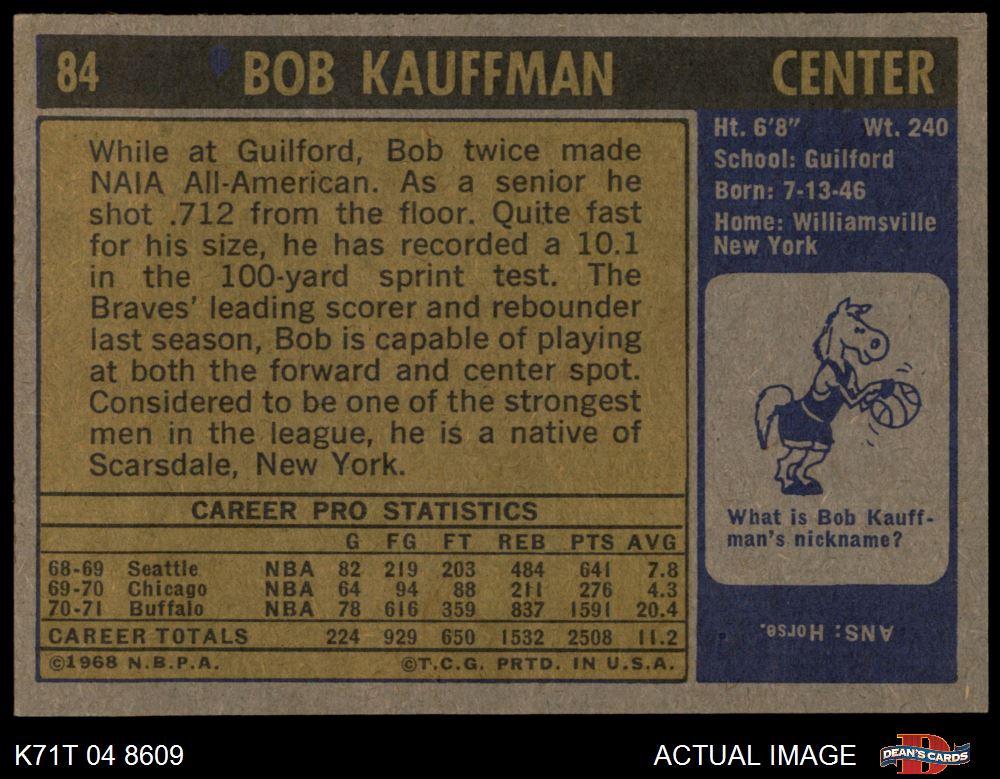 84 BOB KAUFFMAN CENTER
While at Guilford, Bob twice made
NAIA All-American. As a senior he
shot .712 from the floor. Quite fast
for his size, he has recorded a 10.1
in the 100-yard sprint test. The
Braves' leading scorer and rebounder
last season, Bob is capable of playing
at both the forward and center spot.
Considered to be one of the strongest
men in the league, he is a native of
Scarsdale, New York.
Ht. 6'8" Wt. 240
School: Guilford
Born: 7-13-46
Home: Williamsville
New York
What is Bob Kauff-
man's nickname?
ANS: Horse.
CAREER PRO STATISTICS
G FG FT REB PTS AVG
68-69 Seattle NBA 82 219 203 484 641 7.8
69-70 Chicago NBA 64 94 88 211 276 4.3
70-71 Buffalo NBA 78 616 359 837 1591 20.4
CAREER TOTALS 224 929 650 1532 2508 11.2
©1968 N.B.P.A. ©T.C.G. PRTD. IN U.S.A.
K71T 04 8609 ACTUAL IMAGE DEAN'S CARDS